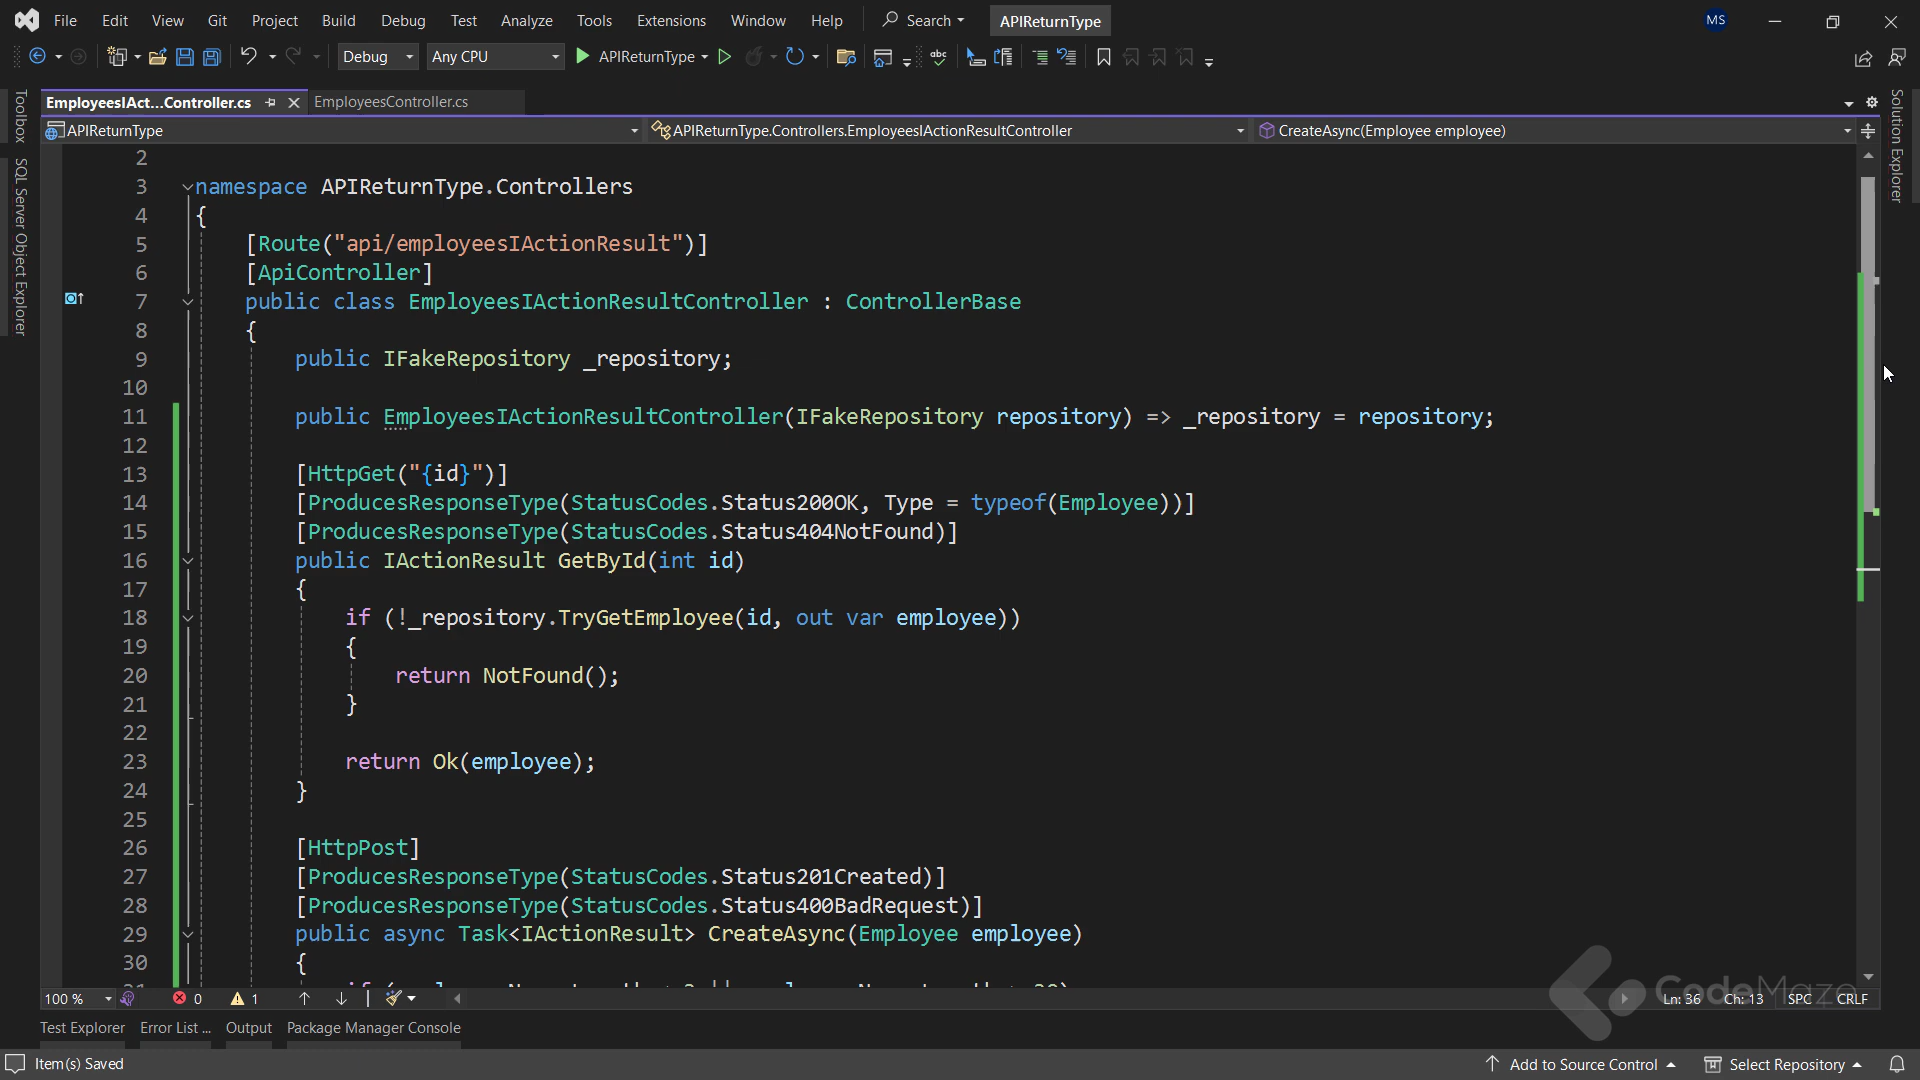 File Edit View Git Project Build Debug Test Analyze Tools Extensions Window Help Search APIReturnType MS
Debug Any CPU APIReturnType abc
EmployeesIAct...Controller.cs EmployeesController.cs
APIReturnType APIReturnType.Controllers.EmployeesIActionResultController CreateAsync(Employee employee)
Toolbox
SQL Server Object Explorer
Solution Explorer
2
3 namespace APIReturnType.Controllers
4 {
5 [Route("api/employeesIActionResult")]
6 [ApiController]
7 public class EmployeesIActionResultController : ControllerBase
8 {
9 public IFakeRepository _repository;
10
11 public EmployeesIActionResultController(IFakeRepository repository) => _repository = repository;
12
13 [HttpGet("{id}")]
14 [ProducesResponseType(StatusCodes.Status200OK, Type = typeof(Employee))]
15 [ProducesResponseType(StatusCodes.Status404NotFound)]
16 public IActionResult GetById(int id)
17 {
18 if (!_repository.TryGetEmployee(id, out var employee))
19 {
20 return NotFound();
21 }
22
23 return Ok(employee);
24 }
25
26 [HttpPost]
27 [ProducesResponseType(StatusCodes.Status201Created)]
28 [ProducesResponseType(StatusCodes.Status400BadRequest)]
29 public async Task<IActionResult> CreateAsync(Employee employee)
30 {
CodeMaze
100 % 0 1 Ln: 36 Ch: 13 SPC CRLF
Test Explorer Error List ... Output Package Manager Console
Item(s) Saved Add to Source Control Select Repository